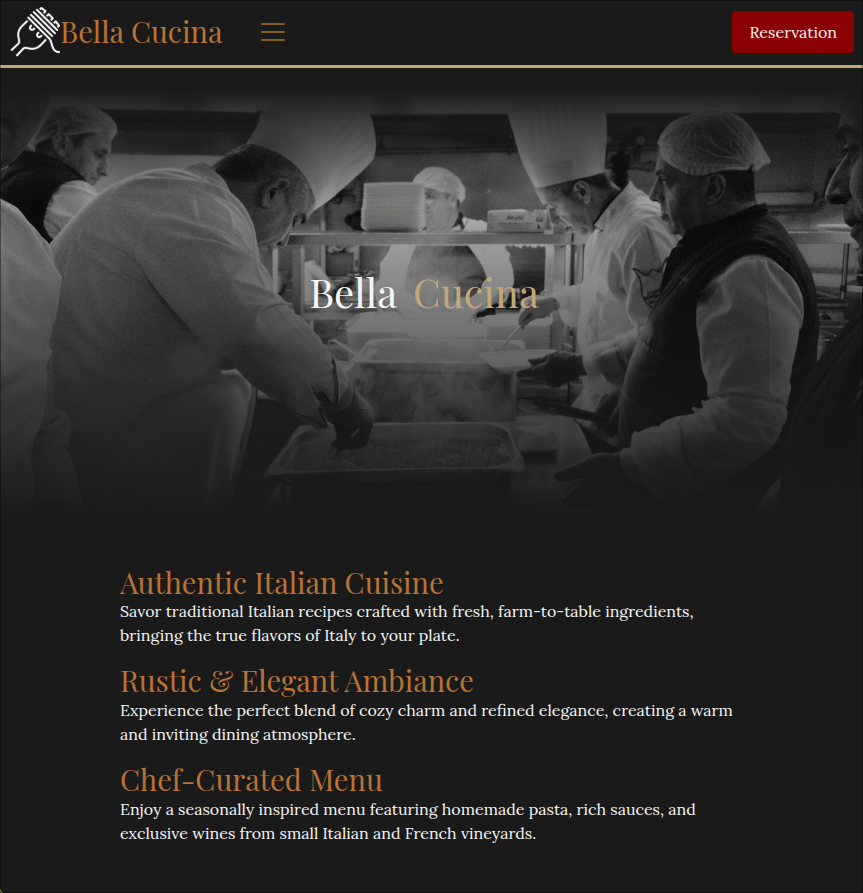 Bella Cucina
Reservation
Bella Cucina
Authentic Italian Cuisine
Savor traditional Italian recipes crafted with fresh, farm-to-table ingredients,
bringing the true flavors of Italy to your plate.
Rustic & Elegant Ambiance
Experience the perfect blend of cozy charm and refined elegance, creating a warm
and inviting dining atmosphere.
Chef-Curated Menu
Enjoy a seasonally inspired menu featuring homemade pasta, rich sauces, and
exclusive wines from small Italian and French vineyards.